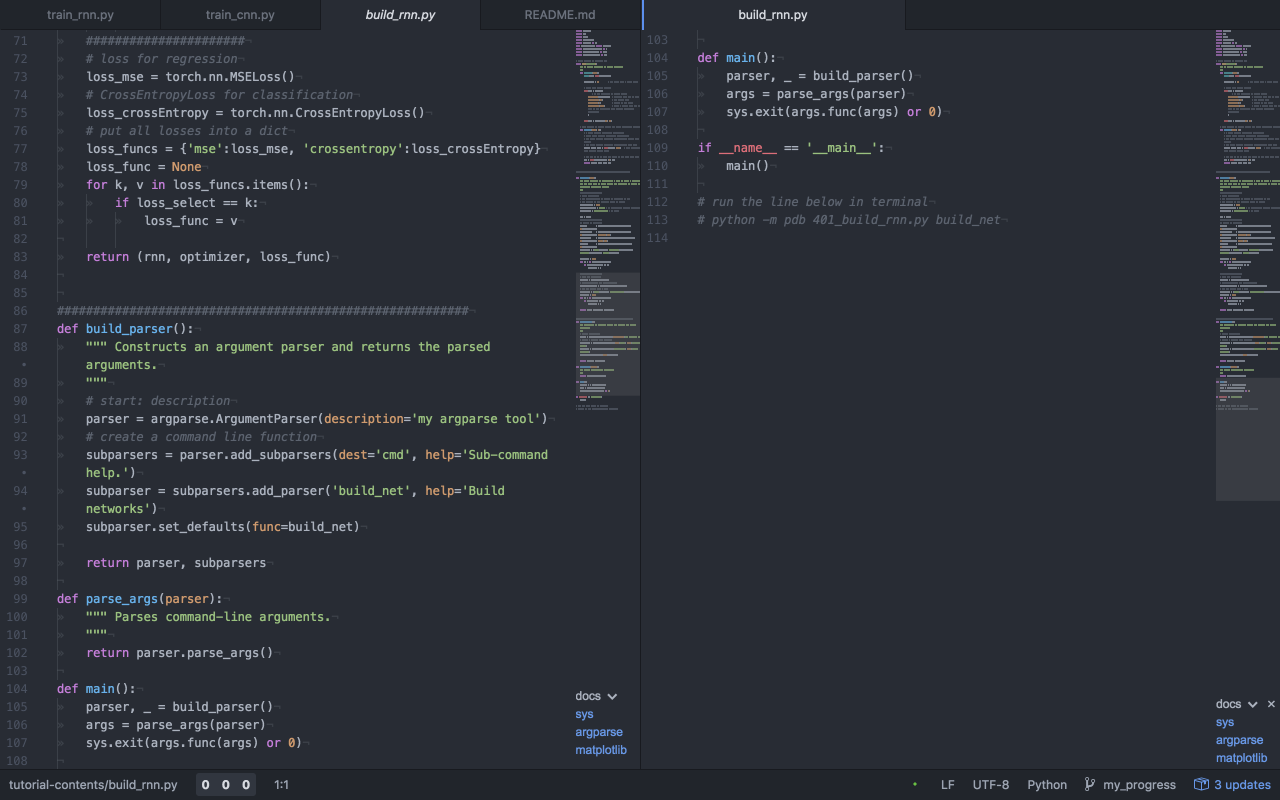 train_rnn.py
train_cnn.py
build_rnn.py
README.md
build_rnn.py
71 ######################
72 # loss for regression
73 loss_mse = torch.nn.MSELoss()
74 # CrossEntropyLoss for classification
75 loss_crossEntropy = torch.nn.CrossEntropyLoss()
76 # put all losses into a dict
77 loss_funcs = {'mse':loss_mse, 'crossentropy':loss_crossEntropy}
78 loss_func = None
79 for k, v in loss_funcs.items():
80 if loss_select == k:
81 loss_func = v
82
83 return (rnn, optimizer, loss_func)
84
85
86 #########################################################
87 def build_parser():
88 """ Constructs an argument parser and returns the parsed
• arguments.
89 """
90 # start: description
91 parser = argparse.ArgumentParser(description='my argparse tool')
92 # create a command line function
93 subparsers = parser.add_subparsers(dest='cmd', help='Sub-command
• help.')
94 subparser = subparsers.add_parser('build_net', help='Build
• networks')
95 subparser.set_defaults(func=build_net)
96
97 return parser, subparsers
98
99 def parse_args(parser):
100 """ Parses command-line arguments.
101 """
102 return parser.parse_args()
103
104 def main():
105 parser, _ = build_parser()
106 args = parse_args(parser)
107 sys.exit(args.func(args) or 0)
108
docs
sys
argparse
matplotlib
103
104 def main():
105 parser, _ = build_parser()
106 args = parse_args(parser)
107 sys.exit(args.func(args) or 0)
108
109 if __name__ == '__main__':
110 main()
111
112 # run the line below in terminal
113 # python -m pdb 401_build_rnn.py build_net
114
docs ×
sys
argparse
matplotlib
tutorial-contents/build_rnn.py 0 0 0 1:1 LF UTF-8 Python my_progress 3 updates